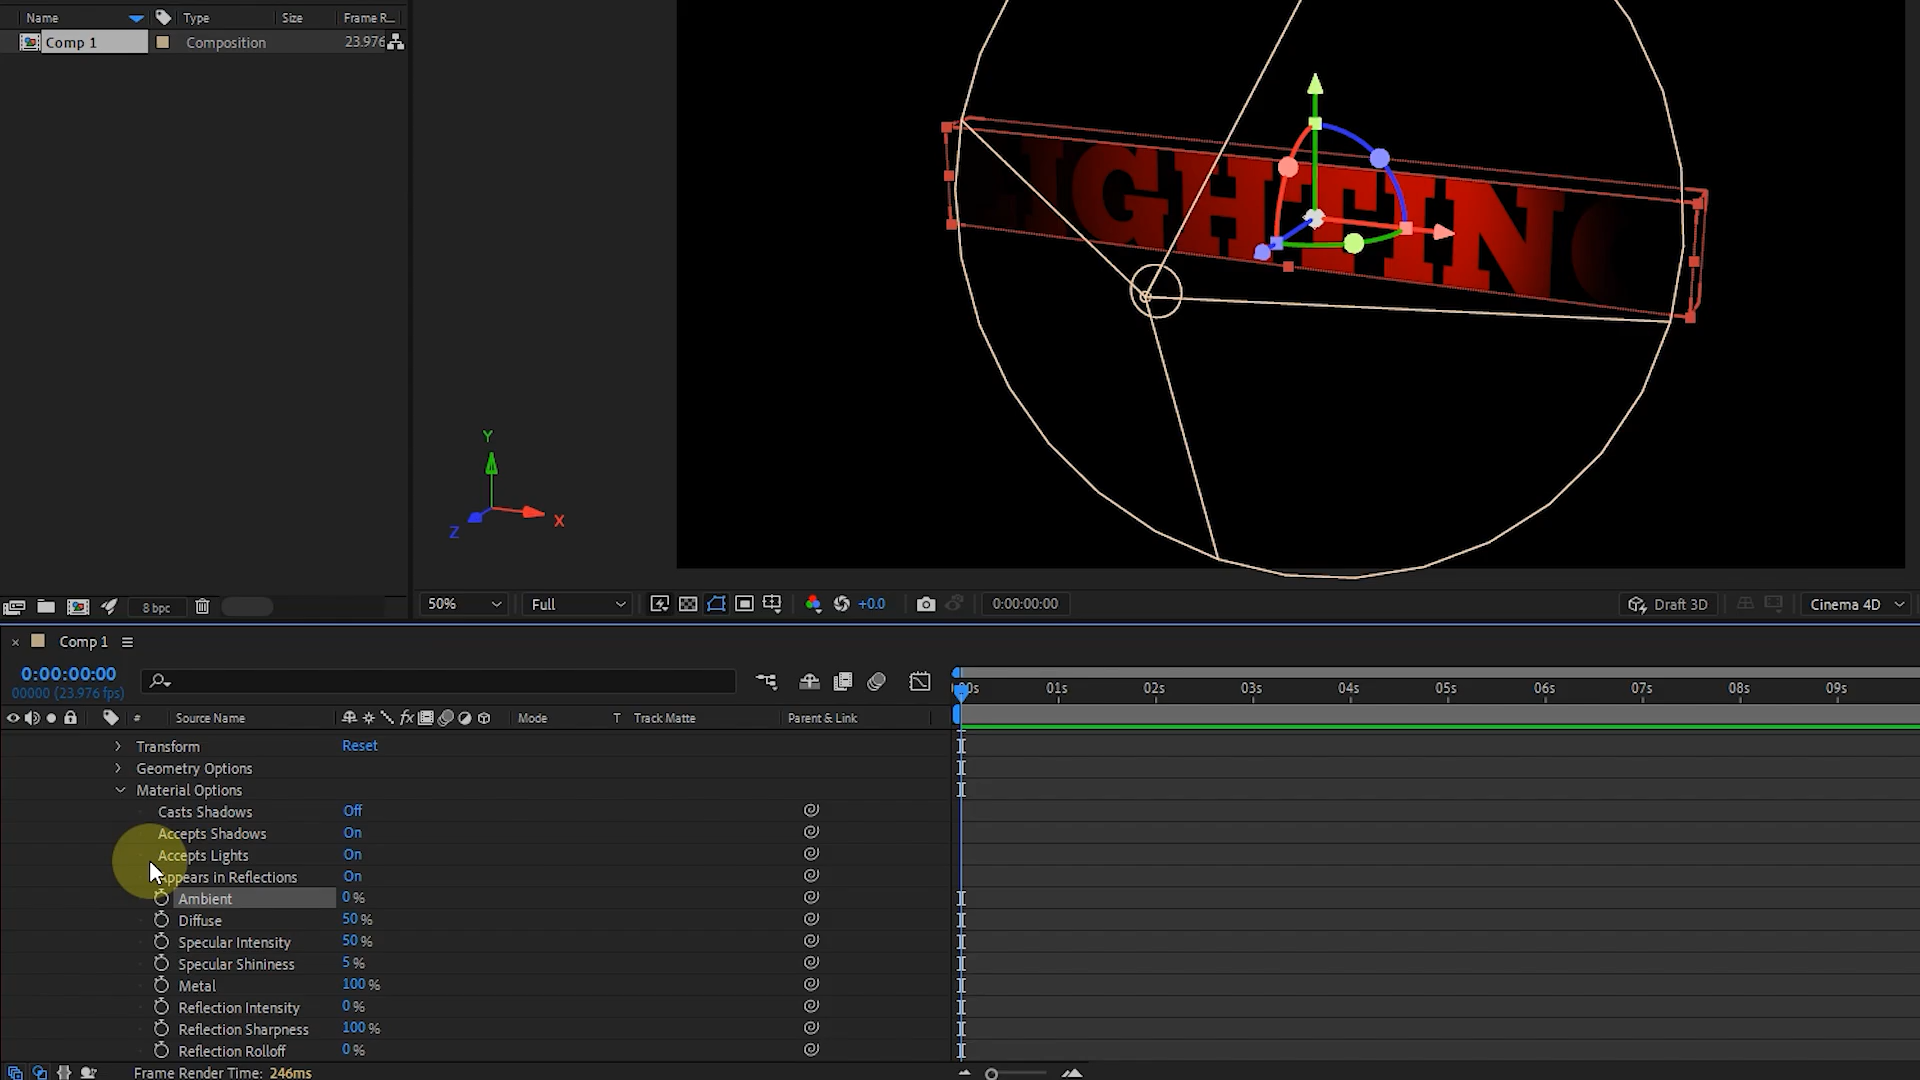 Name Type Size Frame R...
Comp 1 Composition 23.976
LIGHTING
Y
X
Z
8 bpc
50% Full +0.0 0:00:00:00 Draft 3D Cinema 4D
× Comp 1
0:00:00:00
00000 (23.976 fps)
:00s 01s 02s 03s 04s 05s 06s 07s 08s 09s
# Source Name fx Mode T Track Matte Parent & Link
Transform Reset
Geometry Options
Material Options
Casts Shadows Off
Accepts Shadows On
Accepts Lights On
Appears in Reflections On
Ambient 0 %
Diffuse 50 %
Specular Intensity 50 %
Specular Shininess 5 %
Metal 100 %
Reflection Intensity 0 %
Reflection Sharpness 100 %
Reflection Rolloff 0 %
Frame Render Time: 246ms